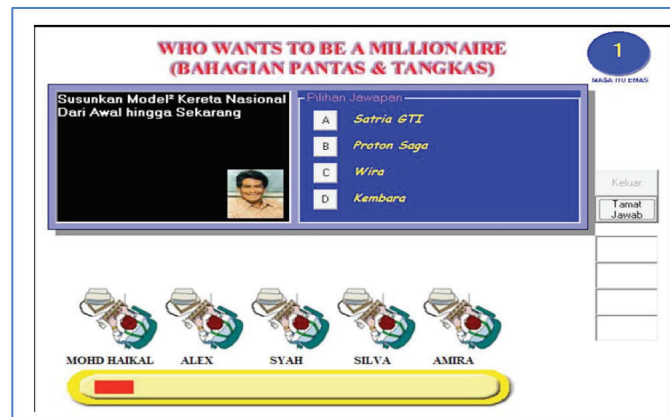 WHO WANTS TO BE A MILLIONAIRE
(BAHAGIAN PANTAS & TANGKAS)
1
MASA ITU EMAS
Susunkan Model² Kereta Nasional
Dari Awal hingga Sekarang
Pilihan Jawapan
A Satria GTI
B Proton Saga
C Wira
D Kembara
Keluar
Tamat
Jawab
MOHD HAIKAL ALEX SYAH SILVA AMIRA